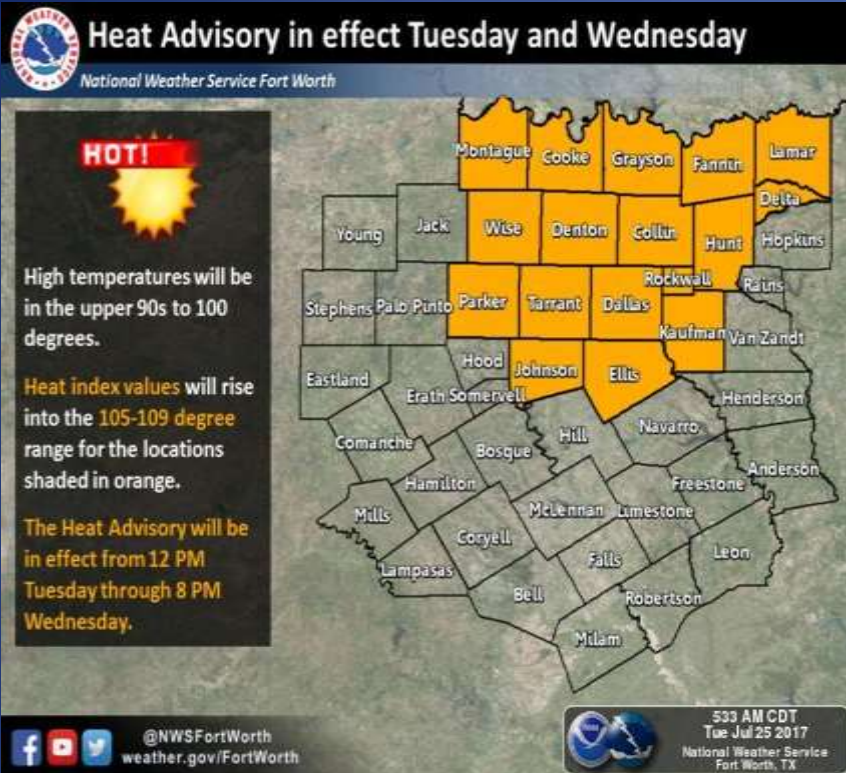 Heat Advisory in effect Tuesday and Wednesday
National Weather Service Fort Worth
HOT!
High temperatures will be
in the upper 90s to 100
degrees.
Heat index values will rise
into the 105-109 degree
range for the locations
shaded in orange.
The Heat Advisory will be
in effect from 12 PM
Tuesday through 8 PM
Wednesday.
Montague Cooke Grayson Fannin Lamar
Delta
Young Jack Wise Denton Collin Hunt Hopkins
Rockwall Rains
Stephens Palo Pinto Parker Tarrant Dallas
Kaufman Van Zandt
Eastland Hood Johnson Ellis
Erath Somervell Henderson
Comanche Bosque Hill Navarro
Hamilton Freestone Anderson
Mills McLennan Limestone
Coryell Falls Leon
Lampasas
Bell Robertson
Milam
@NWSFortWorth
weather.gov/FortWorth
533 AM CDT
Tue Jul 25 2017
National Weather Service
Fort Worth, TX